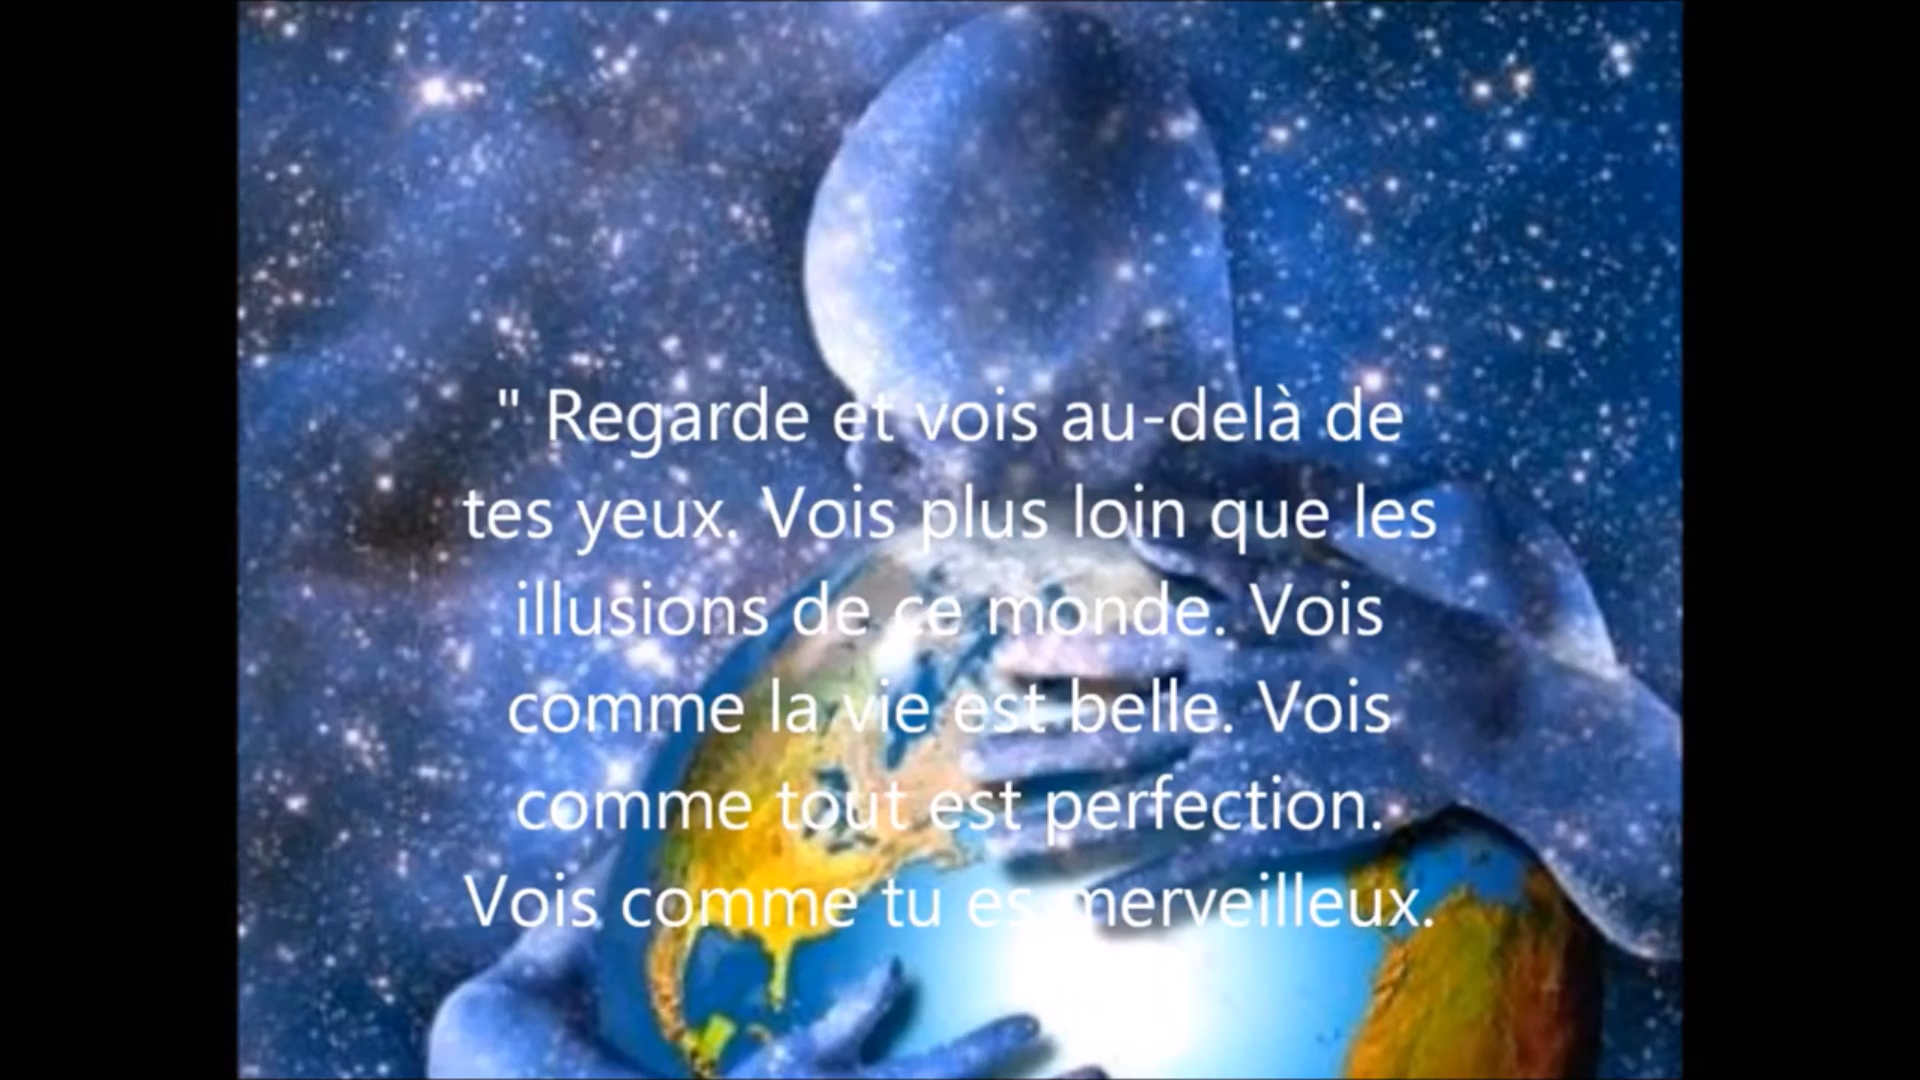 " Regarde et vois au-delà de
tes yeux. Vois plus loin que les
illusions de ce monde. Vois
comme la vie est belle. Vois
comme tout est perfection.
Vois comme tu es merveilleux.